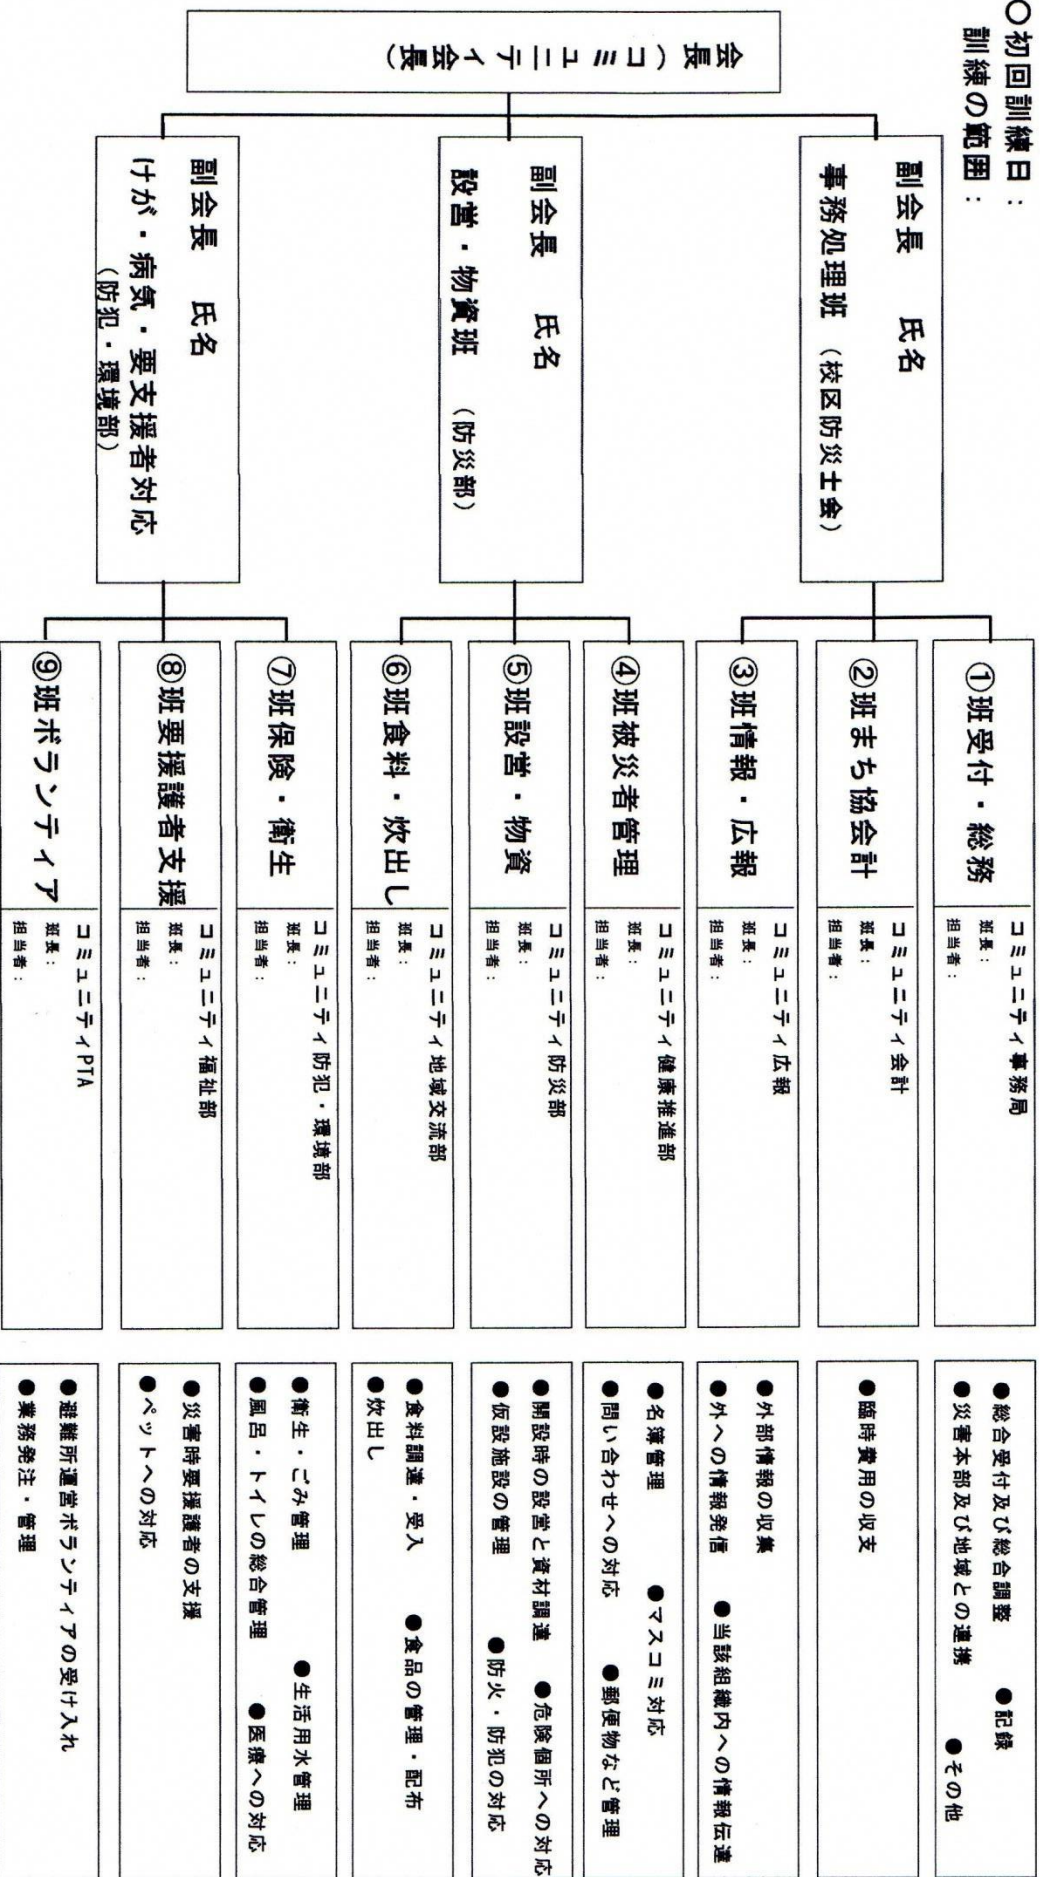 ○初回訓練日:
訓練の範囲:
会長(コミュニティ会長)
副会長 氏名
事務処理班 (校区防災士会)
副会長 氏名
設営・物資班 (防災部)
副会長 氏名
けが・病気・要支援者対応
(防犯・環境部)
①班受付・総務
コミュニティ事務局
班長:
担当者:
●総合受付及び総合調整 ●記録
●災害本部及び地域との連携 ●その他
②班まち協会計
コミュニティ会計
班長:
担当者:
●臨時費用の収支
③班情報・広報
コミュニティ広報
班長:
担当者:
●外部情報の収集
●外への情報発信 ●当該組織内への情報伝達
④班被災者管理
コミュニティ健康推進部
班長:
担当者:
●名簿管理 ●マスコミ対応
●問い合わせへの対応 ●郵便物など管理
⑤班設営・物資
コミュニティ防災部
班長:
担当者:
●開設時の設営と資材調達 ●危険個所への対応
●仮設施設の管理 ●防火・防犯の対応
⑥班食料・炊出し
コミュニティ地域交流部
班長:
担当者:
●食料調達・受入 ●食品の管理・配布
●炊出し
⑦班保険・衛生
コミュニティ防犯・環境部
班長:
担当者:
●衛生・ごみ管理 ●生活用水管理
●風呂・トイレの総合管理 ●医療への対応
⑧班要援護者支援
コミュニティ福祉部
班長:
担当者:
●災害時要援護者の支援
●ペットへの対応
⑨班ボランティア
コミュニティPTA
班長:
担当者:
●避難所運営ボランティアの受け入れ
●業務発注・管理